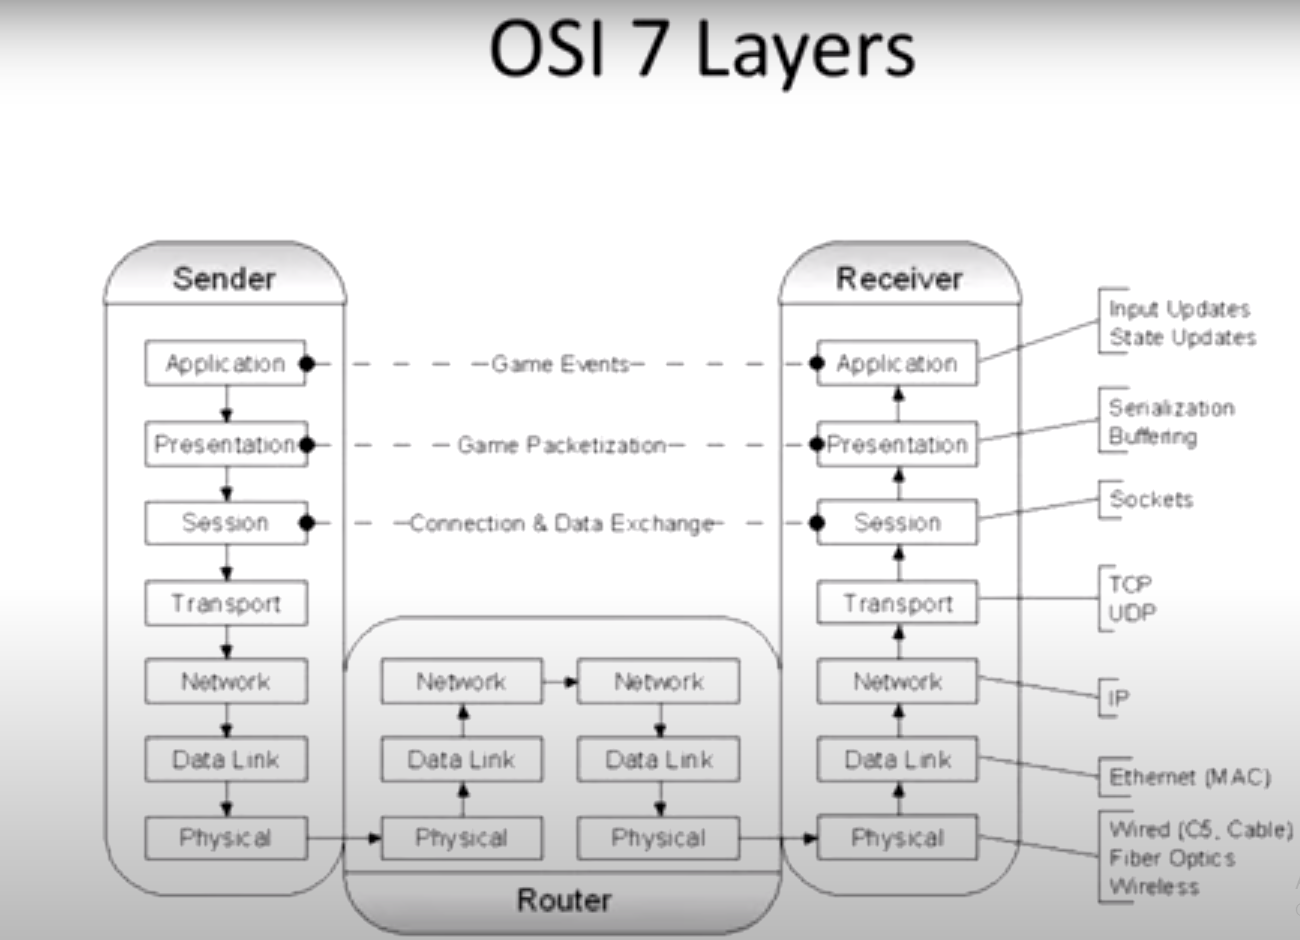 OSI 7 Layers
Sender
Receiver
Input Updates
State Updates
Application
Game Events
Application
Serialization
Buffering
Presentation
Game Packetization
Presentation
Sockets
Session
Connection & Data Exchange
Session
TCP
UDP
Transport
Transport
Network
Network
Network
Network
IP
Data Link
Data Link
Data Link
Data Link
Ethernet (MAC)
Physical
Physical
Physical
Physical
Wired (C5, Cable)
Fiber Optics
Wireless
Router